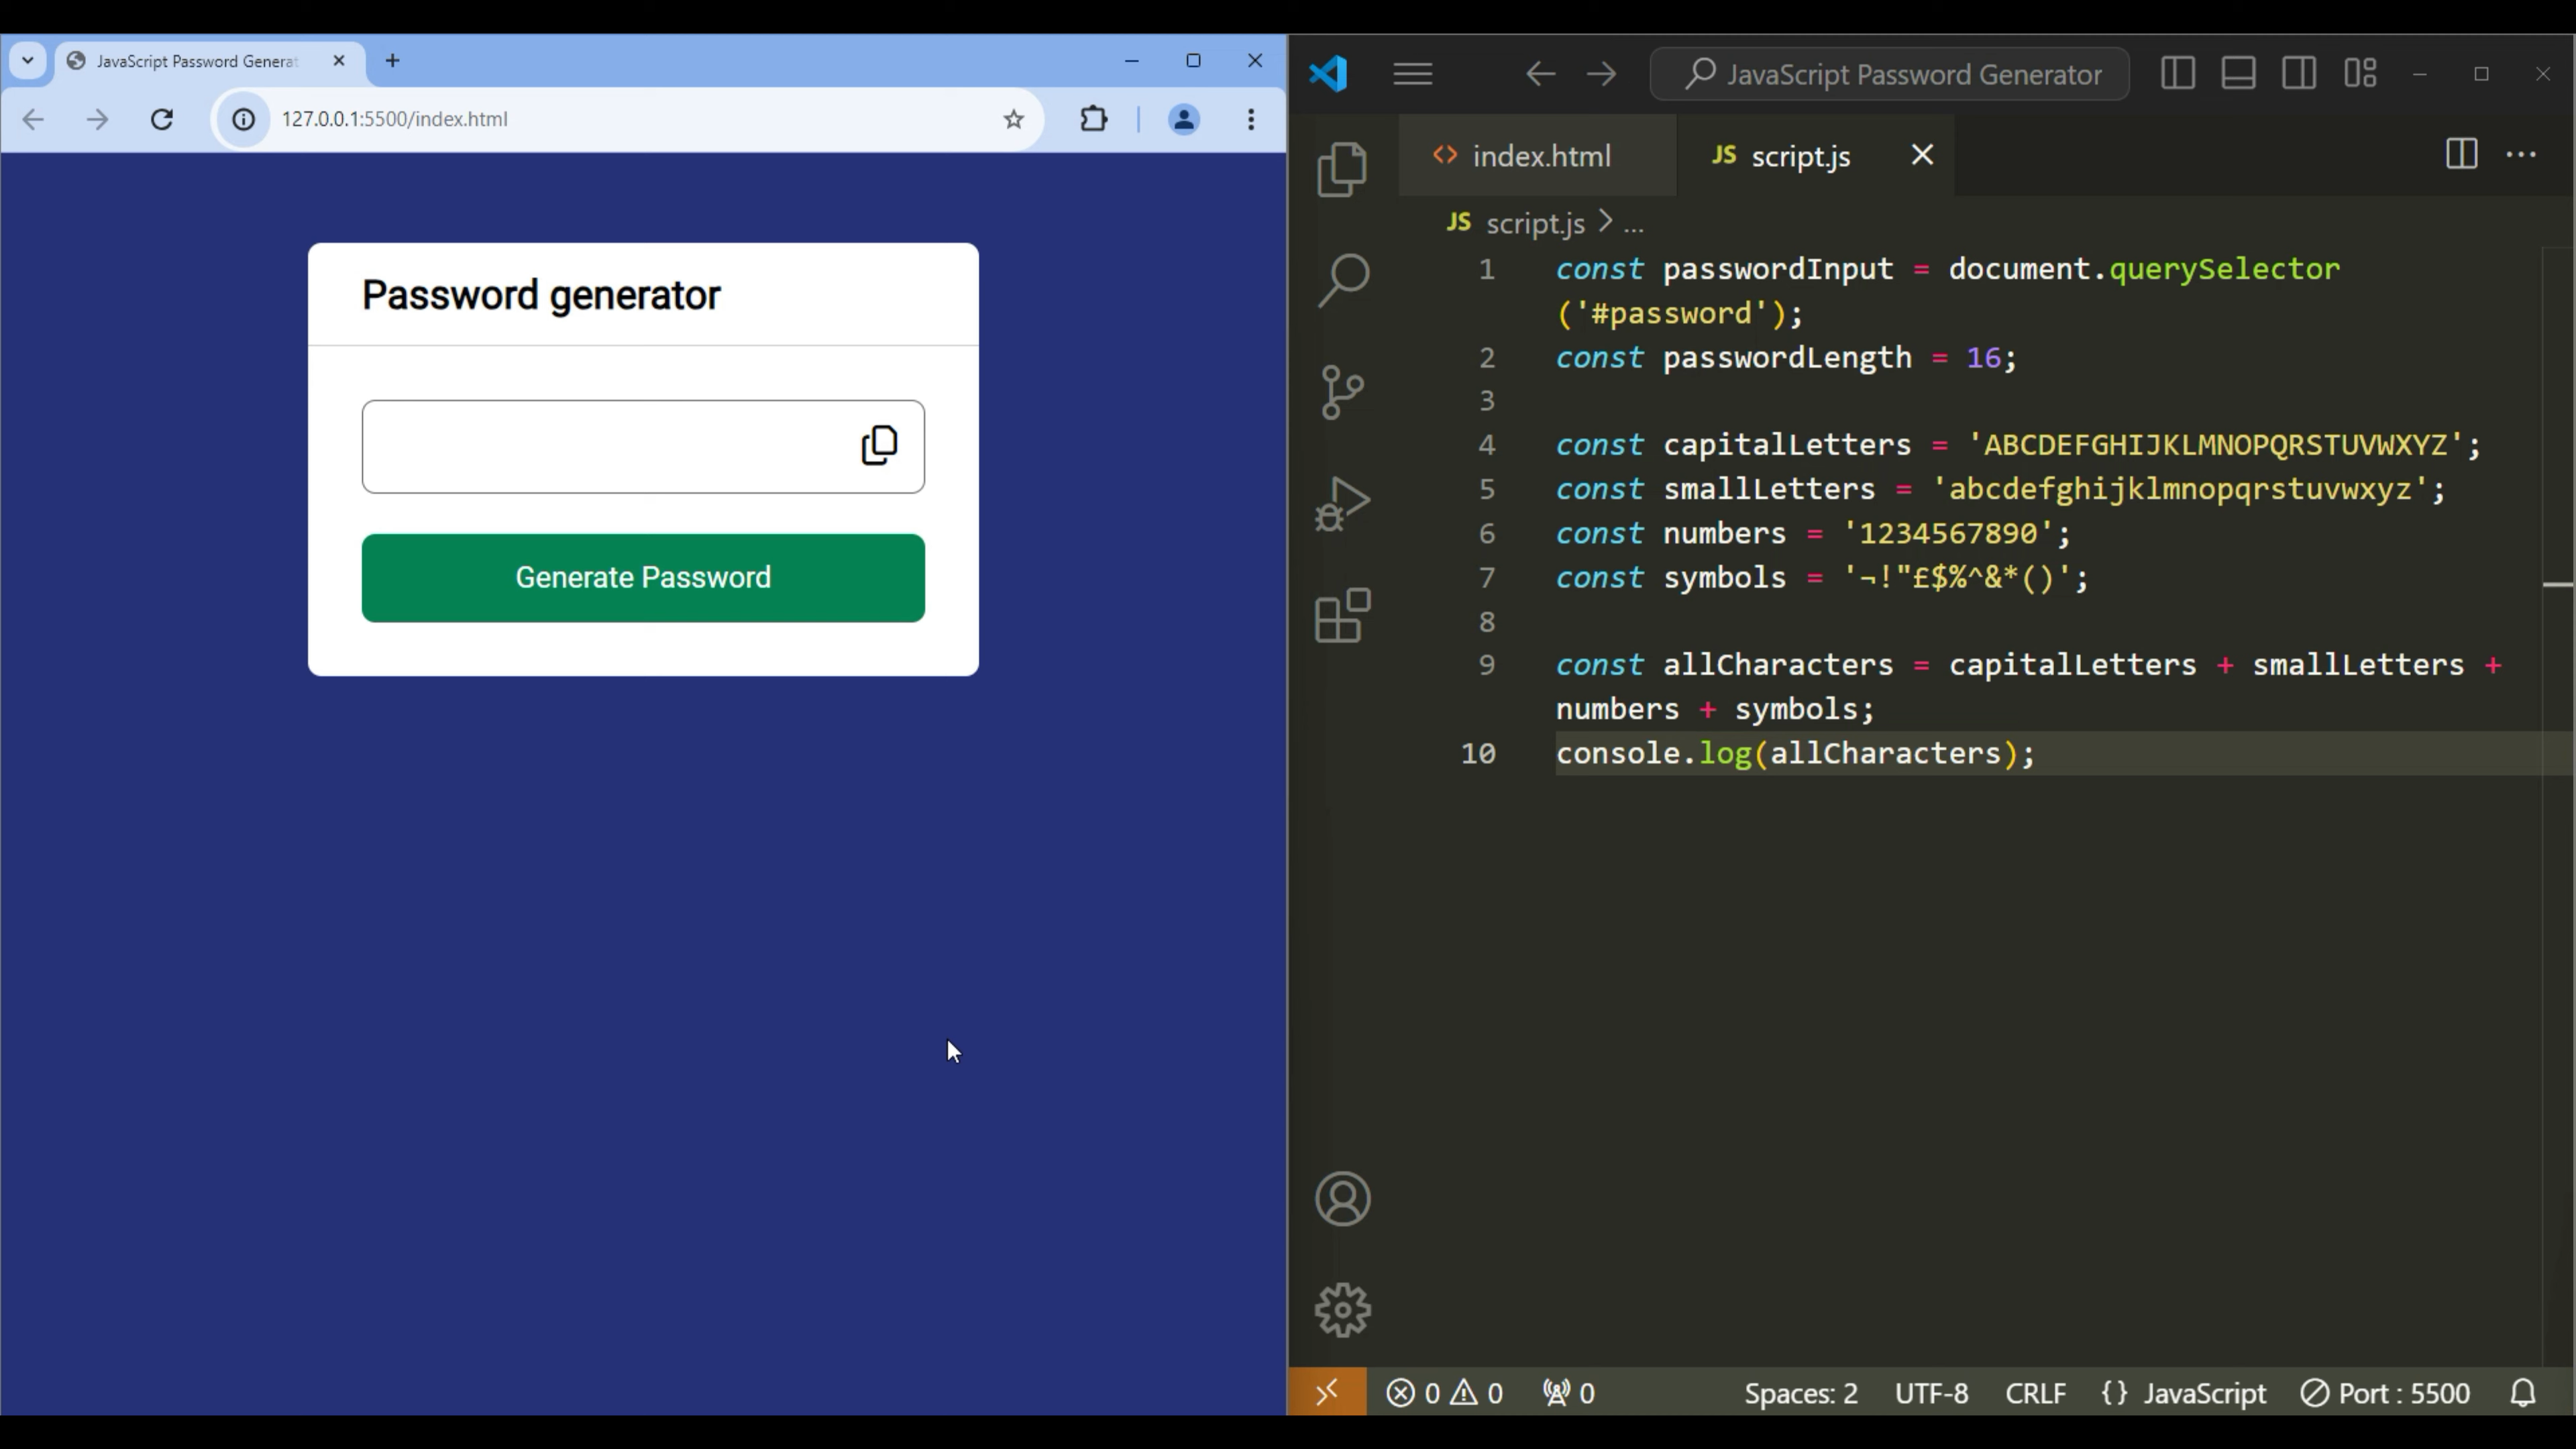 JavaScript Password Generat
127.0.0.1:5500/index.html
Password generator
Generate Password
JavaScript Password Generator
index.html
JS script.js
JS script.js > ...
1 const passwordInput = document.querySelector
('#password');
2 const passwordLength = 16;
3
4 const capitalLetters = 'ABCDEFGHIJKLMNOPQRSTUVWXYZ';
5 const smallLetters = 'abcdefghijklmnopqrstuvwxyz';
6 const numbers = '1234567890';
7 const symbols = '¬!"£$%^&*()';
8
9 const allCharacters = capitalLetters + smallLetters +
numbers + symbols;
10 console.log(allCharacters);
0 0 0 Spaces: 2 UTF-8 CRLF {} JavaScript Port : 5500